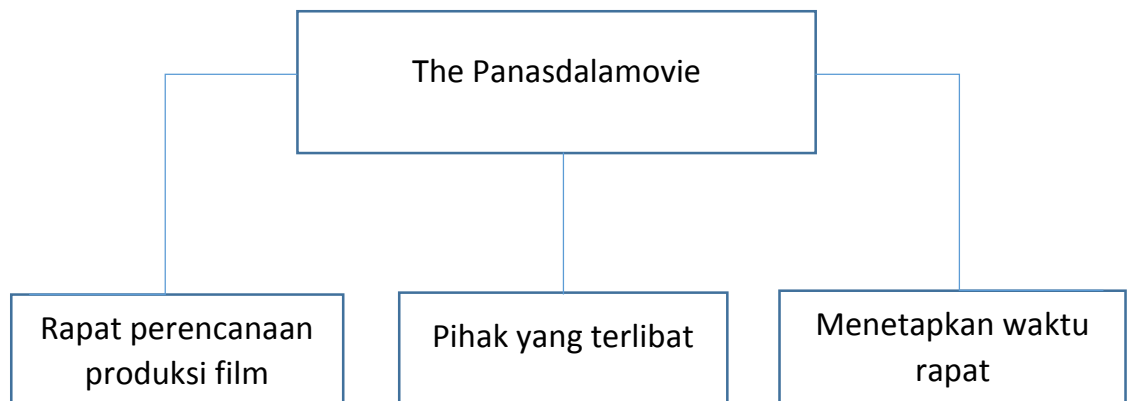 The Panasdalamovie
Rapat perencanaan
produksi film
Pihak yang terlibat
Menetapkan waktu
rapat